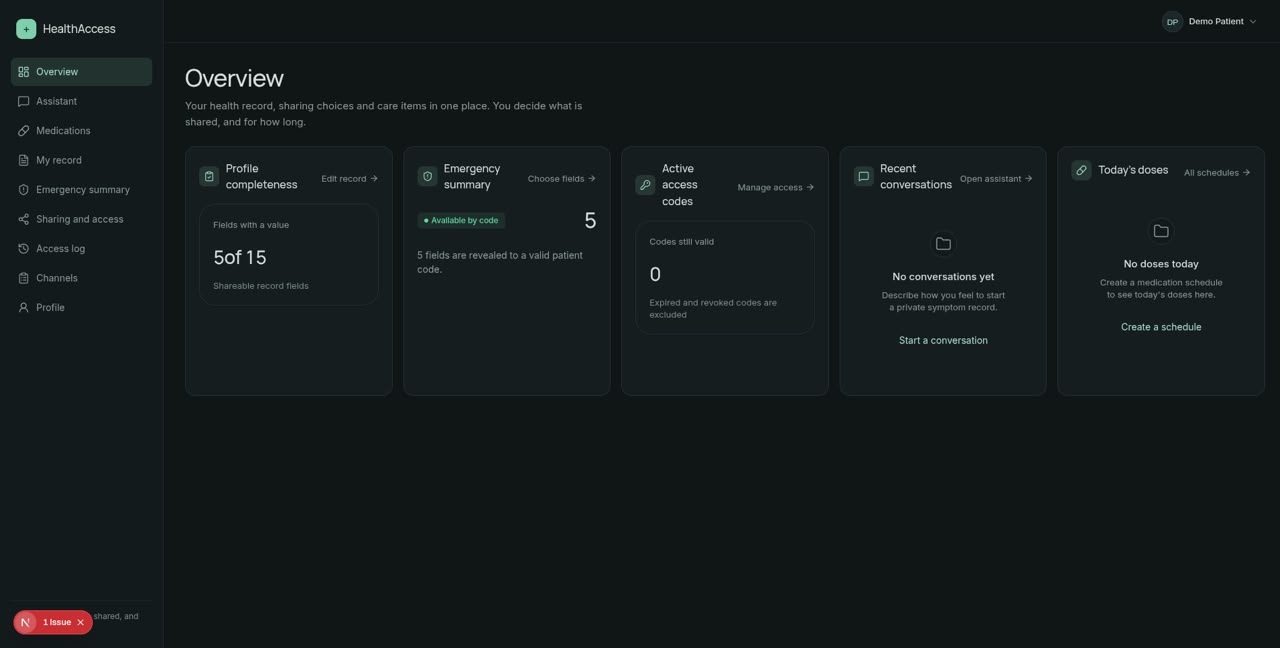 + HealthAccess
Overview
Assistant
Medications
My record
Emergency summary
Sharing and access
Access log
Channels
Profile
shared, and
N 1 Issue
DP Demo Patient
Overview
Your health record, sharing choices and care items in one place. You decide what is
shared, and for how long.
Profile
completeness
Edit record →
Fields with a value
5of 15
Shareable record fields
Emergency
summary
Choose fields →
Available by code
5
5 fields are revealed to a valid patient
code.
Active
access
codes
Manage access →
Codes still valid
0
Expired and revoked codes are
excluded
Recent
conversations
Open assistant →
No conversations yet
Describe how you feel to start
a private symptom record.
Start a conversation
Today's doses
All schedules →
No doses today
Create a medication schedule
to see today's doses here.
Create a schedule